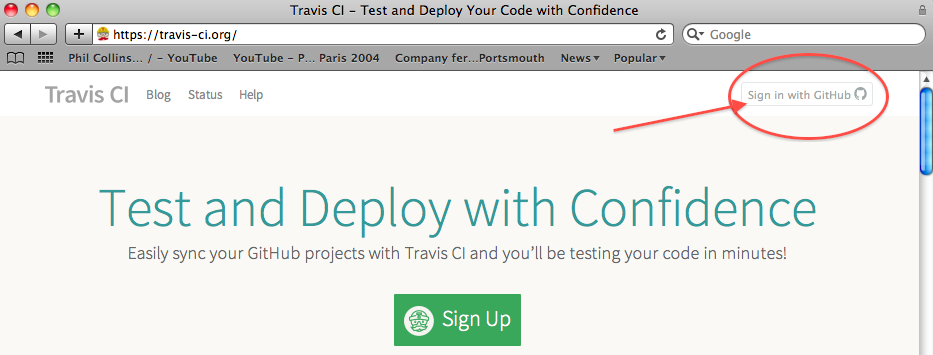 Travis CI – Test and Deploy Your Code with Confidence
https://travis-ci.org/
Google
Phil Collins... / – YouTube YouTube – P... Paris 2004 Company fer...Portsmouth News Popular
Travis CI Blog Status Help Sign in with GitHub
Test and Deploy with Confidence
Easily sync your GitHub projects with Travis CI and you’ll be testing your code in minutes!
Sign Up